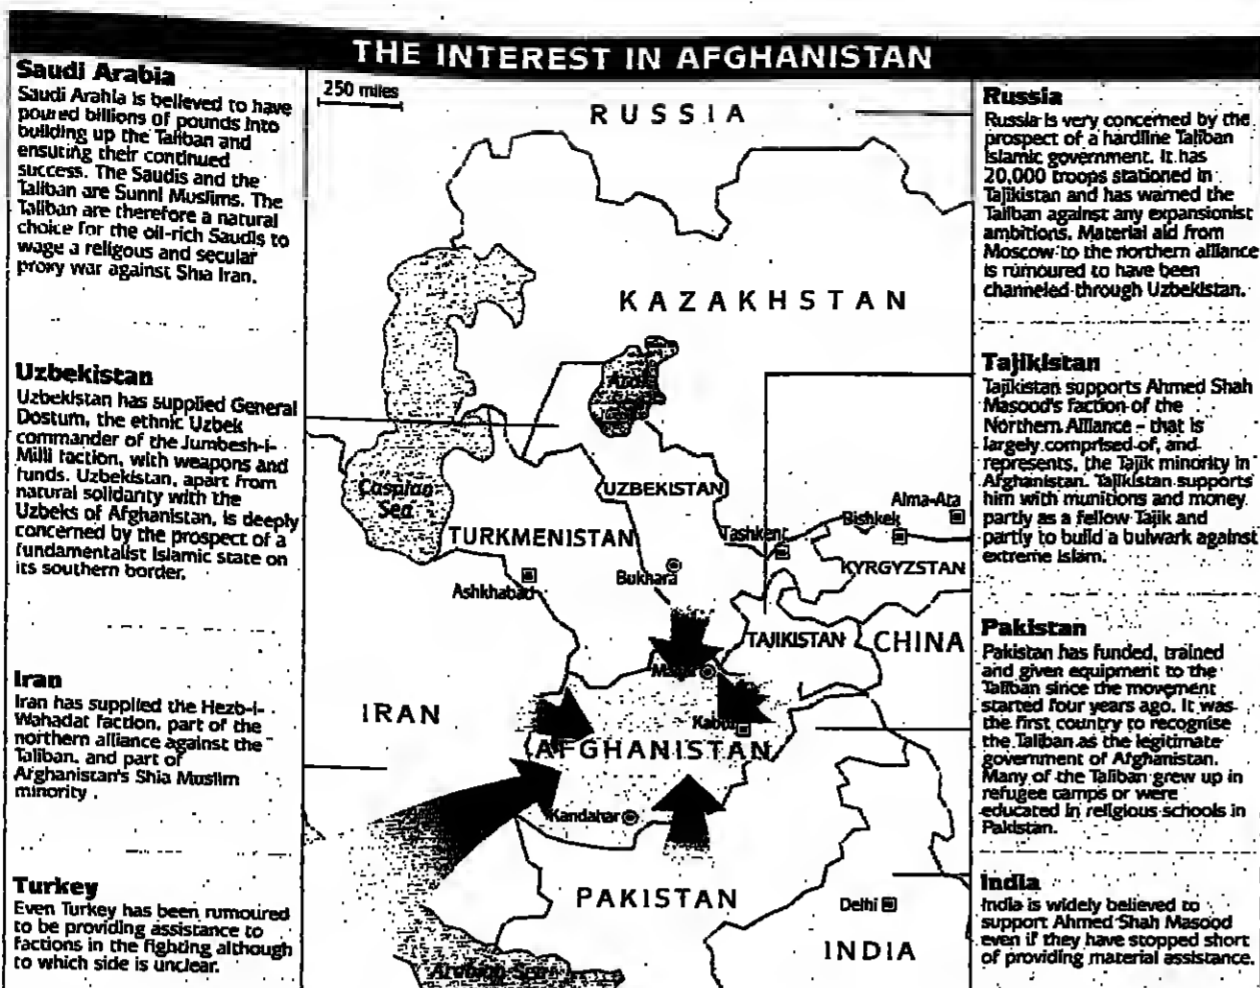 THE INTEREST IN AFGHANISTAN
Saudi Arabia
Saudi Arabia is believed to have
poured billions of pounds into
building up the Taliban and
ensuring their continued
success. The Saudis and the
Taliban are Sunni Muslims. The
Taliban are therefore a natural
choice for the oil-rich Saudis to
wage a religous and secular
proxy war against Shia Iran.
Uzbekistan
Uzbekistan has supplied General
Dostum, the ethnic Uzbek
commander of the Jumbesh-i-
Milli faction, with weapons and
funds. Uzbekistan, apart from
natural solidarity with the
Uzbeks of Afghanistan, is deeply
concerned by the prospect of a
fundamentalist Islamic state on
its southern border.
Iran
Iran has supplied the Hezb-i-
Wahadat faction, part of the
northern alliance against the
Taliban, and part of
Afghanistan's Shia Muslim
minority.
Turkey
Even Turkey has been rumoured
to be providing assistance to
factions in the fighting although
to which side is unclear.
250 miles
RUSSIA
KAZAKHSTAN
Aral
Caspian
Sea
UZBEKISTAN
TURKMENISTAN
Tashkent
Bishkek
Alma-Ata
KYRGYZSTAN
Bukhara
Ashkhabad
TAJIKISTAN
CHINA
IRAN
Kabul
AFGHANISTAN
Kandahar
PAKISTAN
Delhi
INDIA
Arabian Sea
Russia
Russia is very concerned by the
prospect of a hardline Taliban
Islamic government. It has
20,000 troops stationed in
Tajikistan and has warned the
Taliban against any expansionist
ambitions. Material aid from
Moscow to the northern alliance
is rumoured to have been
channeled through Uzbekistan.
Tajikistan
Tajikistan supports Ahmed Shah
Masood's faction of the
Northern Alliance – that is
largely comprised of, and
represents, the Tajik minority in
Afghanistan. Tajikistan supports
him with munitions and money,
partly as a fellow Tajik and
partly to build a bulwark against
extreme Islam.
Pakistan
Pakistan has funded, trained
and given equipment to the
Taliban since the movement
started four years ago. It was
the first country to recognise
the Taliban as the legitimate
government of Afghanistan.
Many of the Taliban grew up in
refugee camps or were
educated in religious schools in
Pakistan.
India
India is widely believed to
support Ahmed Shah Masood
even if they have stopped short
of providing material assistance.